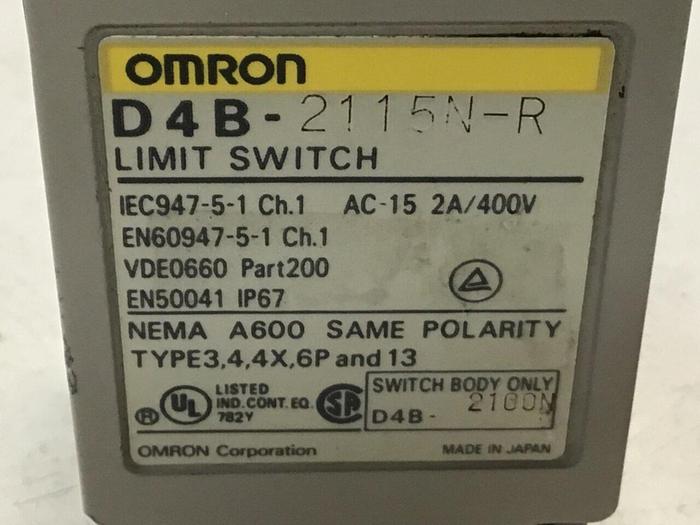 OMRON
D4B-2115N-R
LIMIT SWITCH
IEC947-5-1 Ch.1 AC-15 2A/400V
EN60947-5-1 Ch.1
VDE0660 Part200
EN50041 IP67
NEMA A600 SAME POLARITY
TYPE3,4,4X,6P and 13
R UL LISTED
IND.CONT.EQ.
782Y
SA
SWITCH BODY ONLY
D4B- 2100N
OMRON Corporation MADE IN JAPAN